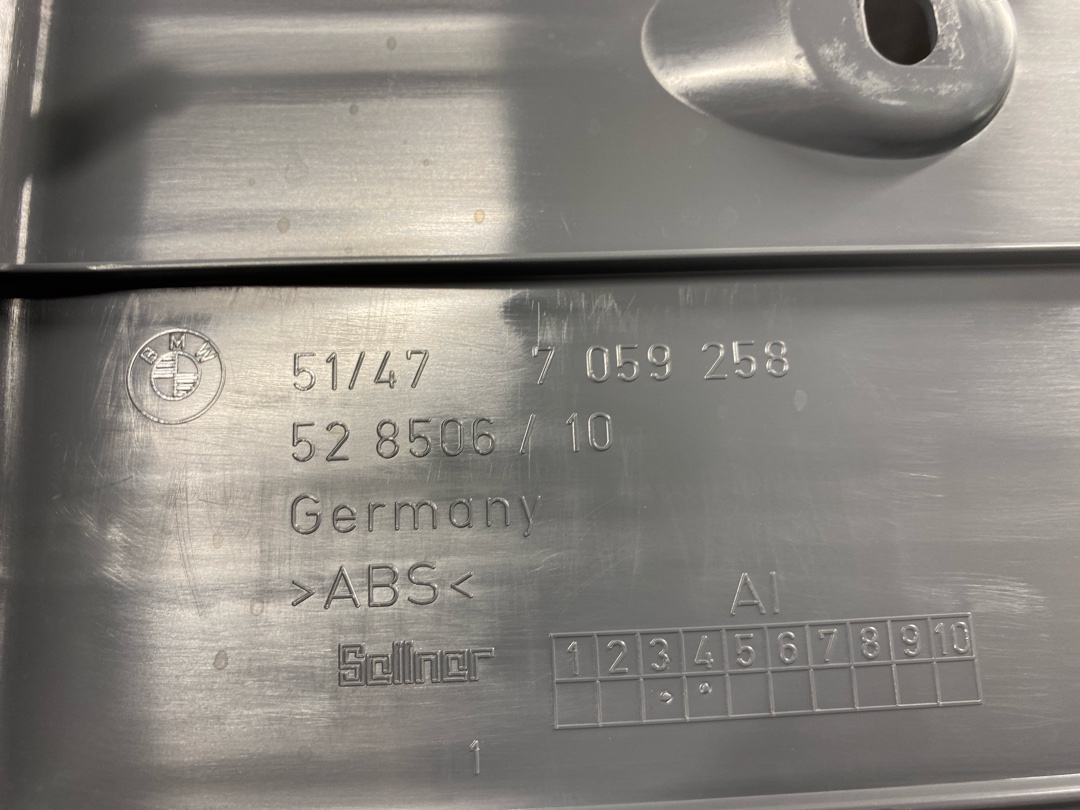 BMW
51/47 7 059 258
52 8506 / 10
Germany
>ABS<
AI
Sellner
1 2 3 4 5 6 7 8 9 10
1